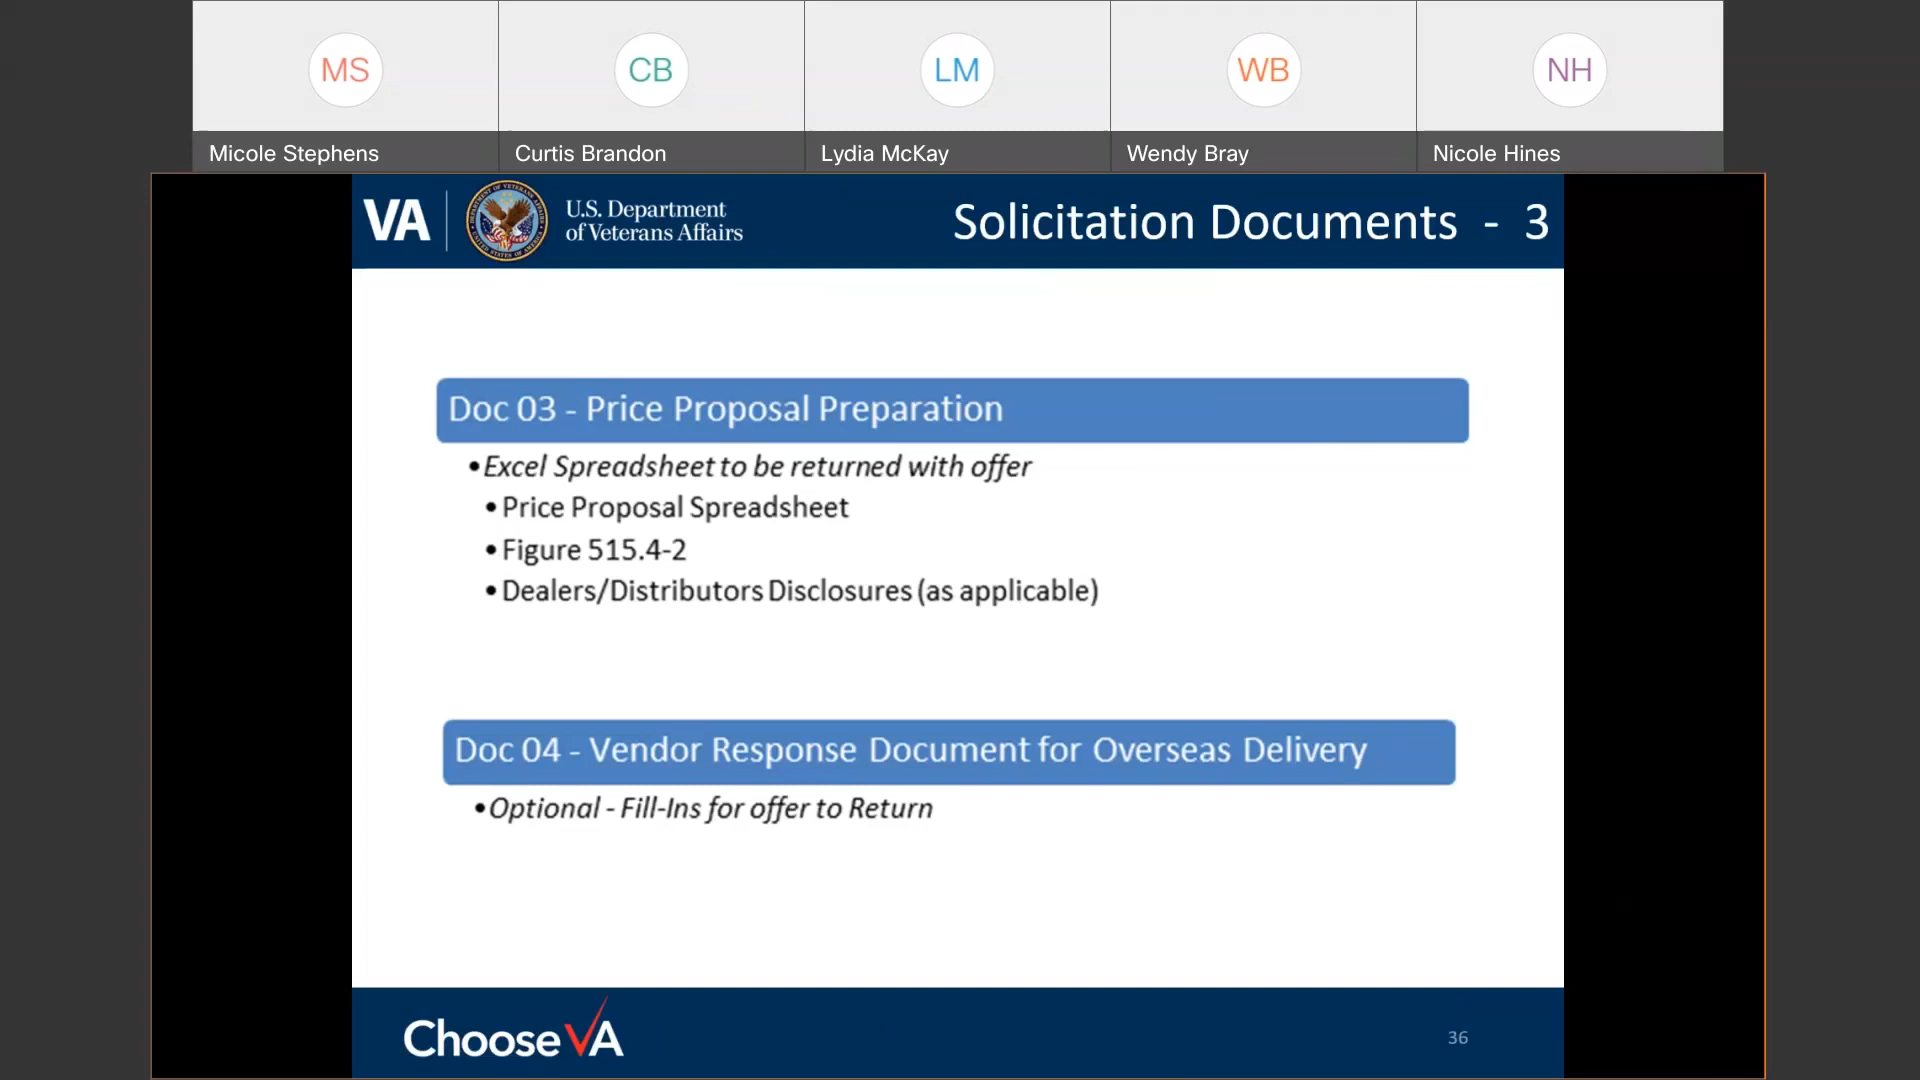 MS
CB
LM
WB
NH
Micole Stephens
Curtis Brandon
Lydia McKay
Wendy Bray
Nicole Hines
VA
U.S. Department
of Veterans Affairs
Solicitation Documents - 3
Doc 03 - Price Proposal Preparation
•Excel Spreadsheet to be returned with offer
•Price Proposal Spreadsheet
•Figure 515.4-2
•Dealers/Distributors Disclosures (as applicable)
Doc 04 - Vendor Response Document for Overseas Delivery
•Optional - Fill-Ins for offer to Return
Choose VA
36